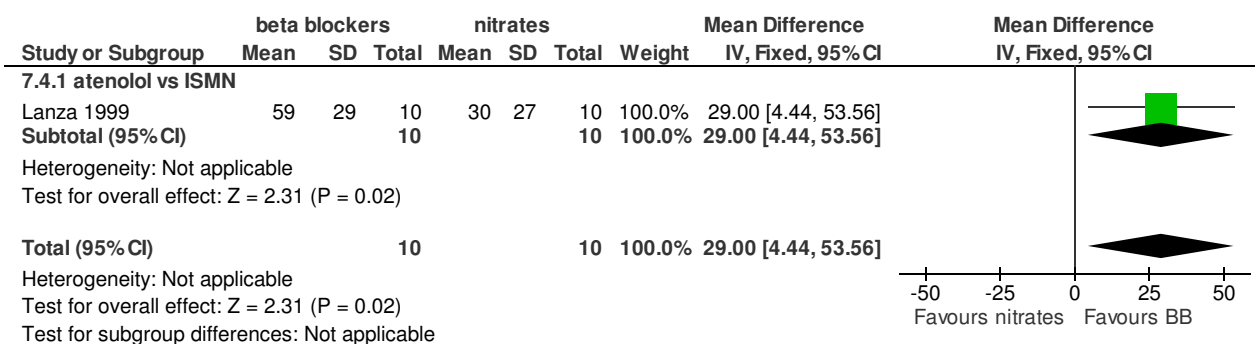 beta blockers nitrates Mean Difference Mean Difference
Study or Subgroup Mean SD Total Mean SD Total Weight IV, Fixed, 95% CI IV, Fixed, 95% CI
7.4.1 atenolol vs ISMN
Lanza 1999 59 29 10 30 27 10 100.0% 29.00 [4.44, 53.56]
Subtotal (95% CI) 10 10 100.0% 29.00 [4.44, 53.56]
Heterogeneity: Not applicable
Test for overall effect: Z = 2.31 (P = 0.02)
Total (95% CI) 10 10 100.0% 29.00 [4.44, 53.56]
Heterogeneity: Not applicable
Test for overall effect: Z = 2.31 (P = 0.02)
Test for subgroup differences: Not applicable
-50 -25 0 25 50
Favours nitrates Favours BB